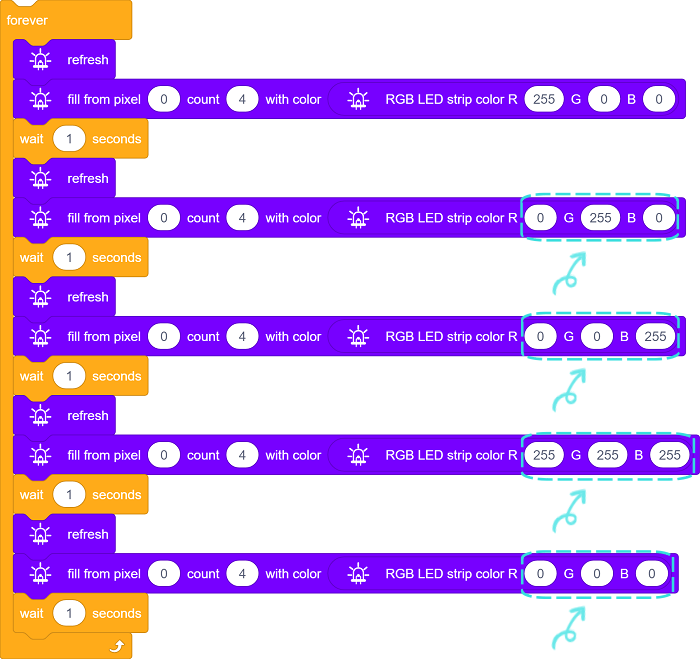 forever
refresh
fill from pixel 0 count 4 with color RGB LED strip color R 255 G 0 B 0
wait 1 seconds
refresh
fill from pixel 0 count 4 with color RGB LED strip color R 0 G 255 B 0
wait 1 seconds
refresh
fill from pixel 0 count 4 with color RGB LED strip color R 0 G 0 B 255
wait 1 seconds
refresh
fill from pixel 0 count 4 with color RGB LED strip color R 255 G 255 B 255
wait 1 seconds
refresh
fill from pixel 0 count 4 with color RGB LED strip color R 0 G 0 B 0
wait 1 seconds